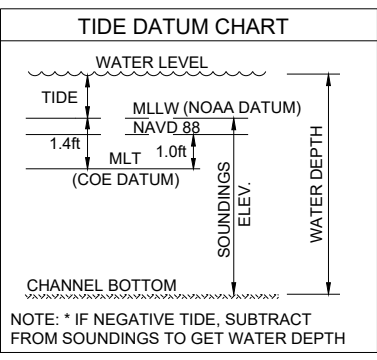 TIDE DATUM CHART
WATER LEVEL
TIDE
MLLW (NOAA DATUM)
NAVD 88
1.4ft
1.0ft
MLT
(COE DATUM)
SOUNDINGS
ELEV.
WATER DEPTH
CHANNEL BOTTOM
NOTE: * IF NEGATIVE TIDE, SUBTRACT
FROM SOUNDINGS TO GET WATER DEPTH